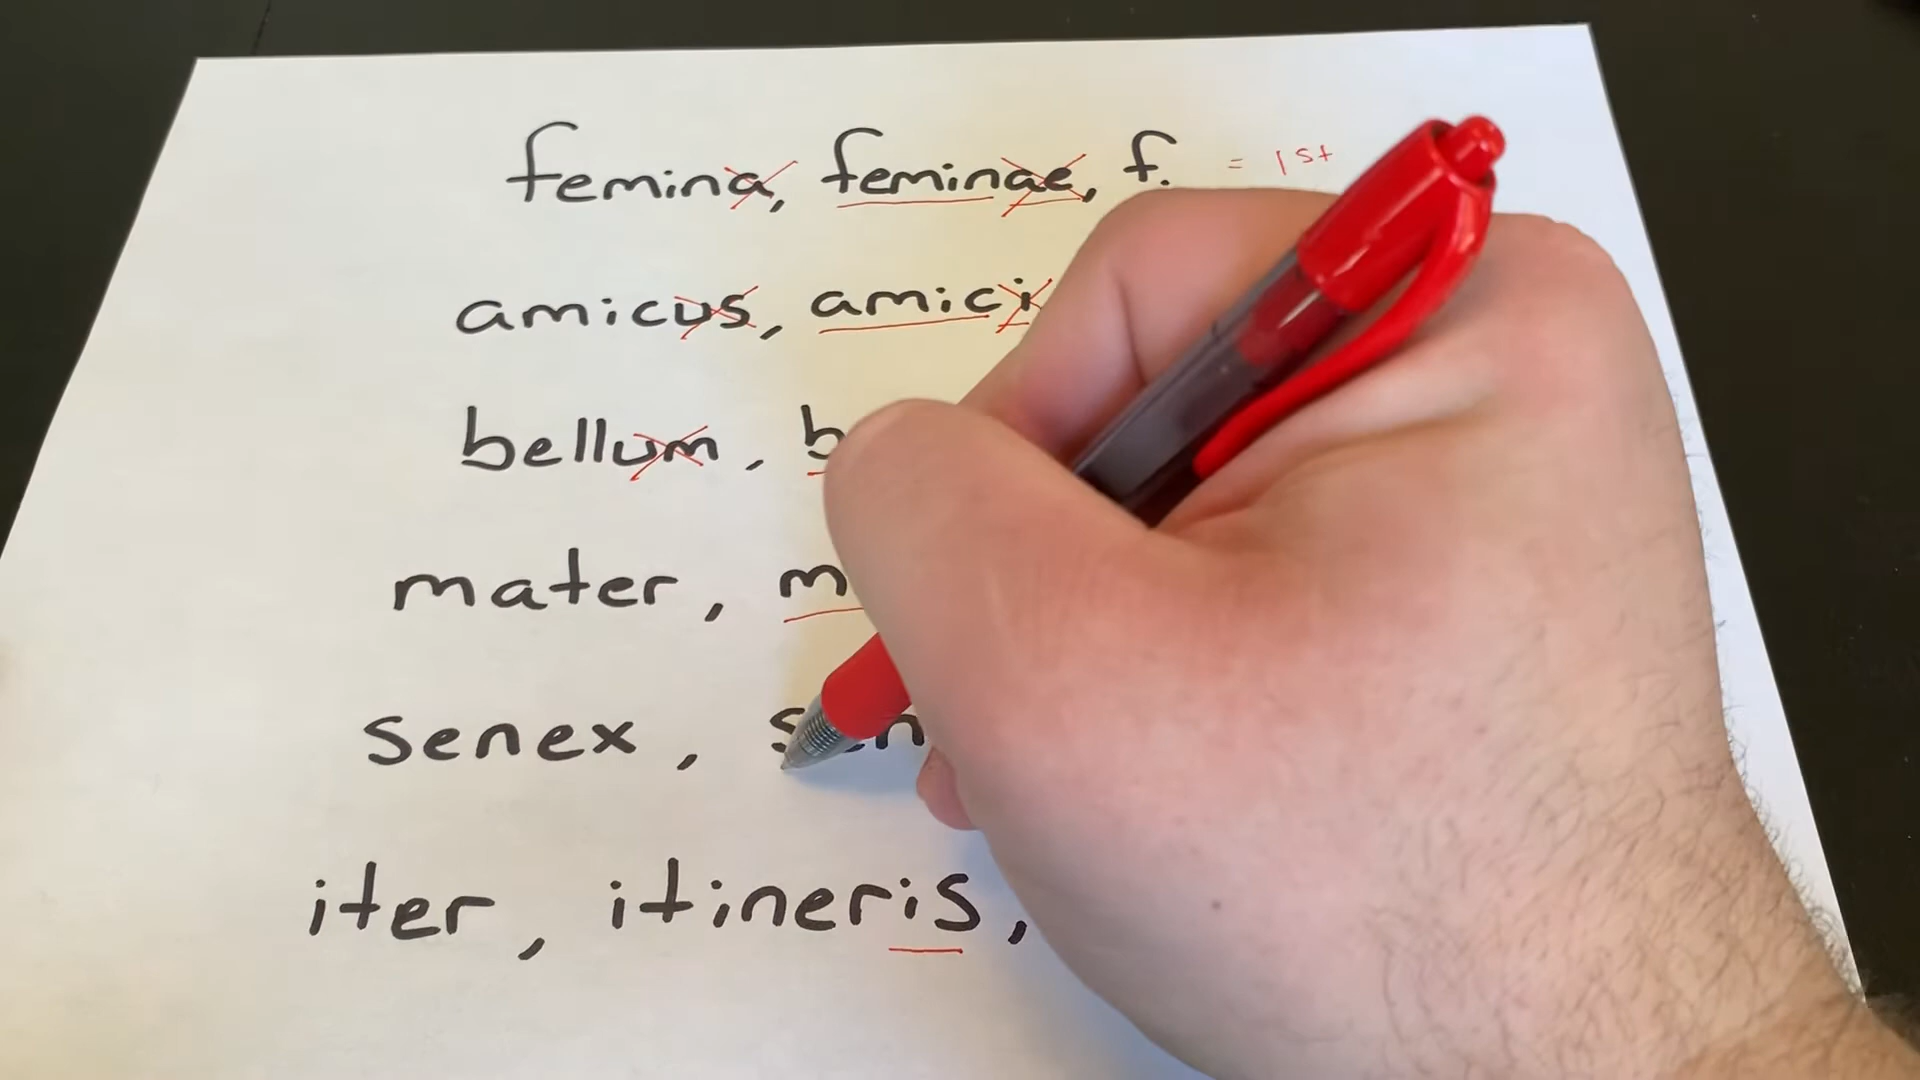 femina, feminae, f. = 1st
amicus, amici
bellum,
mater,
senex,
iter, itineris,